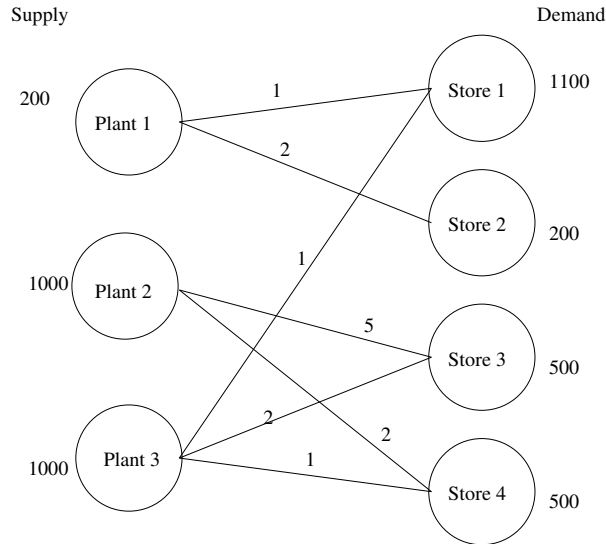 Supply
Demand
200
Plant 1
1
Store 1
1100
2
Store 2
200
1
1000
Plant 2
5
Store 3
500
2
2
1000
Plant 3
1
Store 4
500